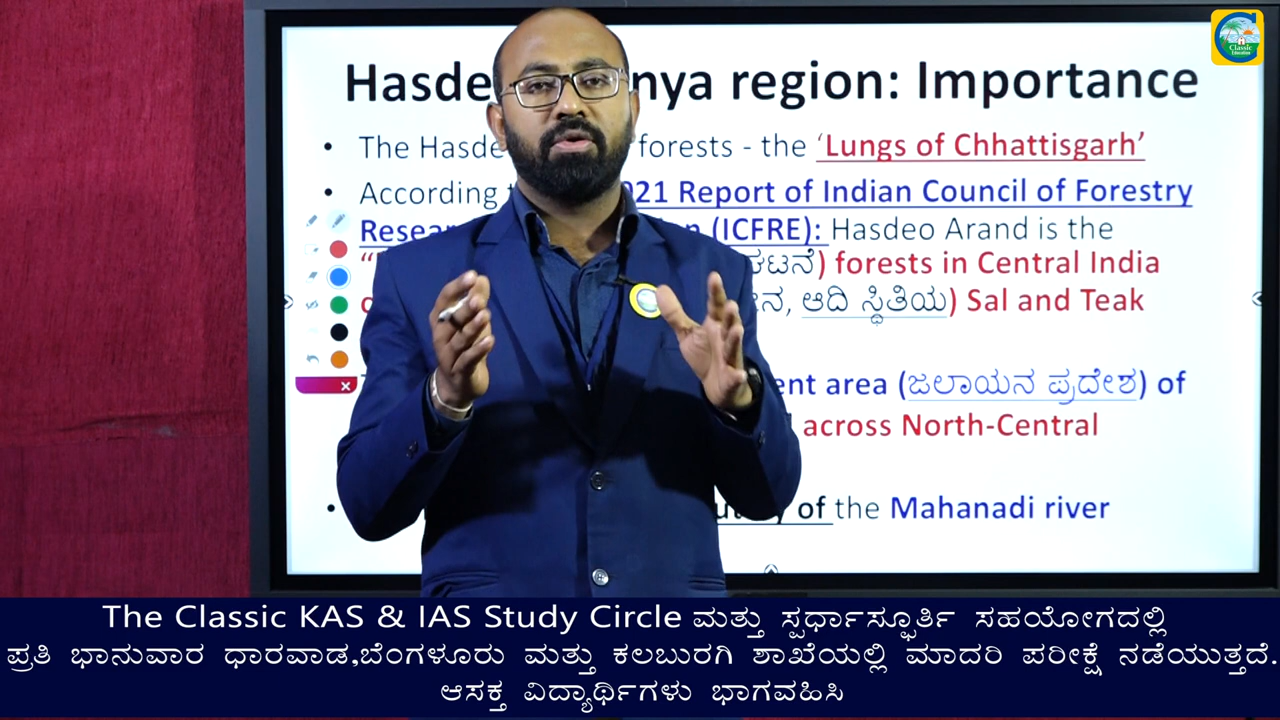 Hasde nya region: Importance
• The Hasde forests - the ‘Lungs of Chhattisgarh’
• According 021 Report of Indian Council of Forestry
Resea (ICFRE): Hasdeo Arand is the
ಘಟನೆ) forests in Central India
ಆದಿ ಸ್ಥಿತಿಯ) Sal and Teak
ent area (ಜಲಾಯನ ಪ್ರದೇಶ) of
across North-Central
• of the Mahanadi river
Classic
Education
The Classic KAS & IAS Study Circle ಮತ್ತು ಸ್ಪರ್ಧಾಸ್ಫೂರ್ತಿ ಸಹಯೋಗದಲ್ಲಿ
ಪ್ರತಿ ಭಾನುವಾರ ಧಾರವಾಡ,ಬೆಂಗಳೂರು ಮತ್ತು ಕಲಬುರಗಿ ಶಾಖೆಯಲ್ಲಿ ಮಾದರಿ ಪರೀಕ್ಷೆ ನಡೆಯುತ್ತದೆ.
ಆಸಕ್ತ ವಿದ್ಯಾರ್ಥಿಗಳು ಭಾಗವಹಿಸಿ